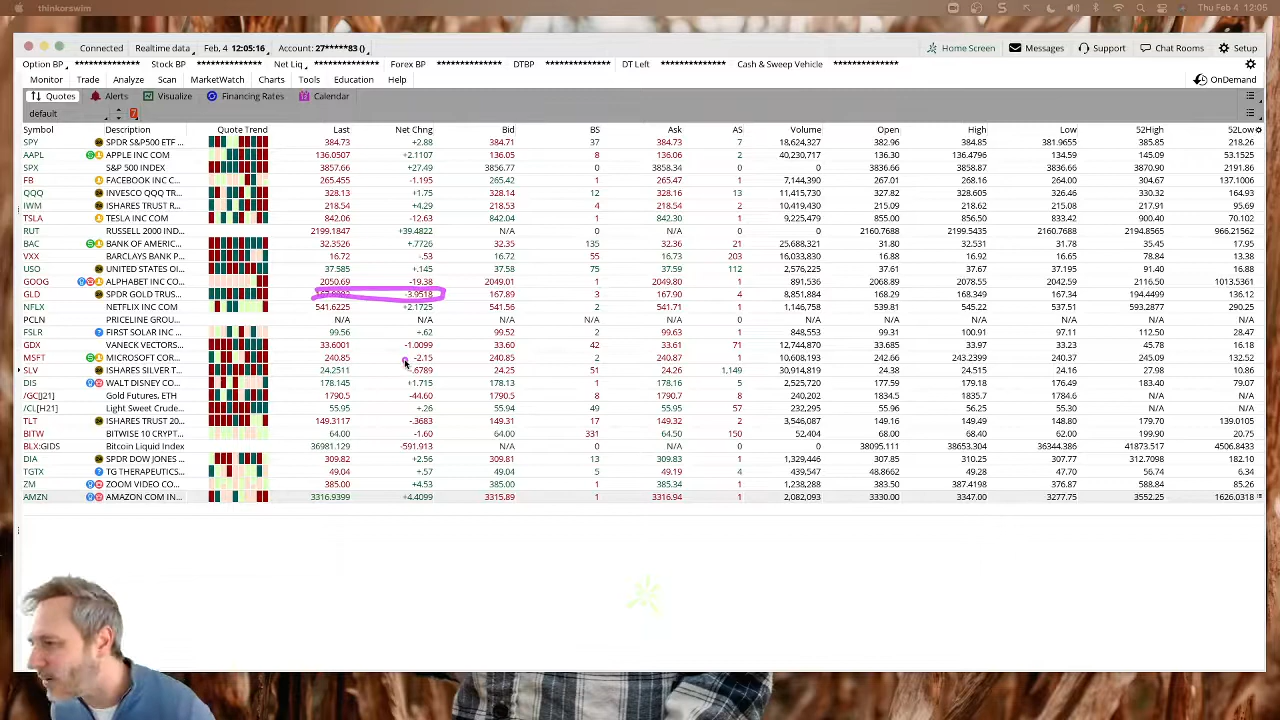 thinkorswim Thu Feb 4 12:05
Connected Realtime data Feb, 4 12:05:16 Account: 27*****83 () Home Screen Messages Support Chat Rooms Setup
Option BP ************** Stock BP ************** Net Liq ************** Forex BP ************** DTBP ************** DT Left ************** Cash & Sweep Vehicle **************
Monitor Trade Analyze Scan MarketWatch Charts Tools Education Help OnDemand
Quotes Alerts Visualize Financing Rates Calendar
default
Symbol Description Quote Trend Last Net Chng Bid BS Ask AS Volume Open High Low 52High 52Low
SPY SPDR S&P500 ETF ... 384.73 +2.88 384.71 37 384.73 7 18,624,327 382.96 384.85 381.9655 385.85 218.26
AAPL APPLE INC COM 136.0507 +2.1107 136.05 8 136.06 2 40,230,717 136.30 136.4796 134.59 145.09 53.1525
SPX S&P 500 INDEX 3857.66 +27.49 3856.77 0 3858.34 0 0 3836.66 3858.87 3836.66 3870.90 2191.86
FB FACEBOOK INC C... 265.455 -1.195 265.42 1 265.47 1 7,144,390 266.01 268.16 264.00 304.67 137.1006
QQQ INVESCO QQQ TR... 328.13 +1.75 328.14 12 328.16 13 11,415,730 327.08 328.605 326.46 330.32 164.93
IWM ISHARES TRUST R... 218.54 +4.29 218.53 4 218.54 2 10,419,430 215.09 218.59 215.08 217.91 95.69
TSLA TESLA INC COM 842.06 -12.63 842.04 1 842.30 1 9,225,479 855.00 856.50 833.42 900.40 70.102
RUT RUSSELL 2000 IND... 2199.1847 +39.4822 N/A 0 N/A 0 0 2160.7688 2199.5435 2160.7688 2194.8565 966.21562
BAC BANK OF AMERIC... 32.3526 +.7726 32.35 135 32.36 21 25,688,321 31.80 32.531 31.78 35.45 17.95
VXX BARCLAYS BANK ... 16.72 -.53 16.72 55 16.73 203 16,033,830 16.88 16.92 16.65 78.84 16.72
USO UNITED STATES OI... 37.585 +.145 37.58 75 37.59 112 2,576,225 37.61 37.67 37.195 91.40 16.88
GOOG ALPHABET INC CO... 2050.69 -19.38 2049.01 1 2049.80 1 891,536 2068.89 2078.55 2042.09 2116.50 1013.5361
GLD SPDR GOLD TRUS... -3.9518 167.89 3 167.90 4 8,851,884 168.29 168.349 167.34 194.4499 136.12
NFLX NETFLIX INC COM 541.6225 +2.1725 541.56 2 541.71 1 1,752,741 539.81 545.22 537.51 593.2877 290.25
PCLN PRICELINE GROU... N/A N/A N/A N/A N/A N/A N/A N/A N/A N/A N/A N/A
FSLR FIRST SOLAR INC ... 99.56 +.62 99.52 2 99.63 1 848,553 99.31 100.91 97.11 112.50 28.47
GDX VANECK VECTORS... 33.6001 -1.0099 33.60 42 33.61 71 12,744,870 33.85 33.97 33.23 45.78 16.18
MSFT MICROSOFT COR... 240.85 -2.15 240.85 2 240.87 1 10,608,193 242.66 243.2399 240.37 245.09 132.52
SLV ISHARES SILVER T... 24.2511 -.6789 24.25 51 24.26 1,149 30,914,819 24.38 24.515 24.16 27.98 10.86
DIS WALT DISNEY CO... 178.145 +1.715 178.13 1 178.16 5 2,525,720 177.59 179.18 176.49 183.40 79.07
/GC[J21] Gold Futures, ETH 1790.5 -44.60 1790.5 8 1790.7 8 240,202 1834.5 1835.7 1784.6 N/A N/A
/CL[H21] Light Sweet Crude... 55.95 +.26 55.94 49 55.95 57 232,295 55.96 56.25 55.30 N/A N/A
TLT ISHARES TRUST 20... 149.3117 -.3683 149.31 17 149.32 2 3,546,087 149.16 149.44 148.80 179.70 139.0105
BITW BITWISE 10 CRYPT... 64.00 -1.60 64.00 331 64.50 150 52,404 68.00 68.40 62.00 199.90 20.75
BLX:GIDS Bitcoin Liquid Index 36981.129 -591.913 N/A 0 N/A 0 0 38095.111 38653.304 36344.386 41873.517 4506.8433
DIA SPDR DOW JONES ... 309.82 +2.56 309.81 13 309.83 1 1,329,446 307.85 310.25 307.77 312.7098 182.10
TGTX TG THERAPEUTICS... 49.04 +.57 49.04 5 49.19 4 439,547 48.8662 49.28 47.70 56.74 6.34
ZM ZOOM VIDEO COM... 385.00 +4.53 385.00 2 385.34 1 1,238,288 383.50 387.4198 376.87 588.84 85.26
AMZN AMAZON COM IN... 3316.9399 +4.4099 3315.89 1 3316.94 1 2,082,093 3330.00 3347.00 3277.75 3552.25 1626.0318